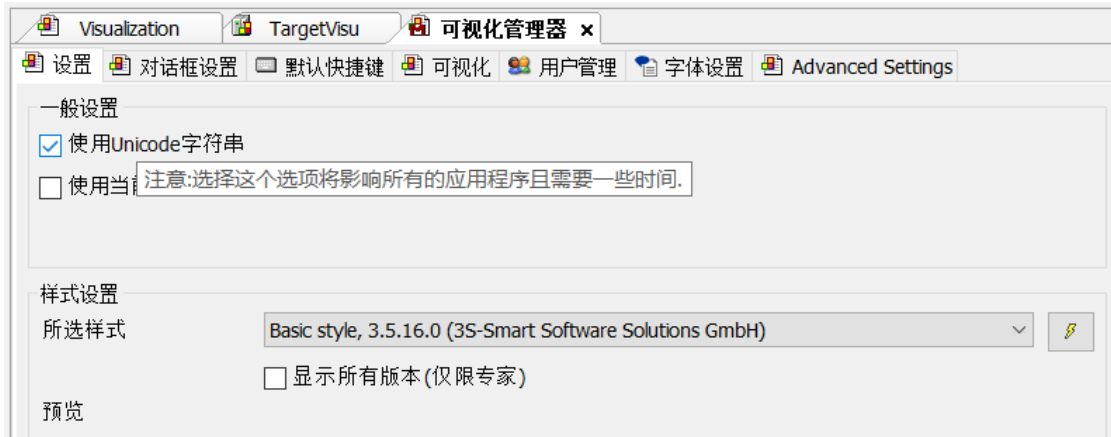 Visualization TargetVisu 可视化管理器 ×
设置 对话框设置 默认快捷键 可视化 用户管理 字体设置 Advanced Settings
一般设置
使用Unicode字符串
使用当
注意:选择这个选项将影响所有的应用程序且需要一些时间.
样式设置
所选样式 Basic style, 3.5.16.0 (3S-Smart Software Solutions GmbH)
显示所有版本(仅限专家)
预览